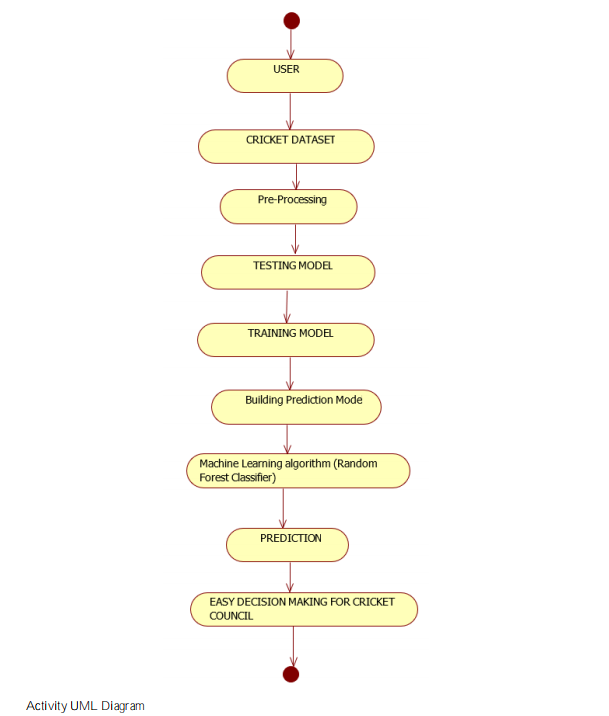 USER
CRICKET DATASET
Pre-Processing
TESTING MODEL
TRAINING MODEL
Building Prediction Mode
Machine Learning algorithm (Random
Forest Classifier)
PREDICTION
EASY DECISION MAKING FOR CRICKET
COUNCIL
Activity UML Diagram